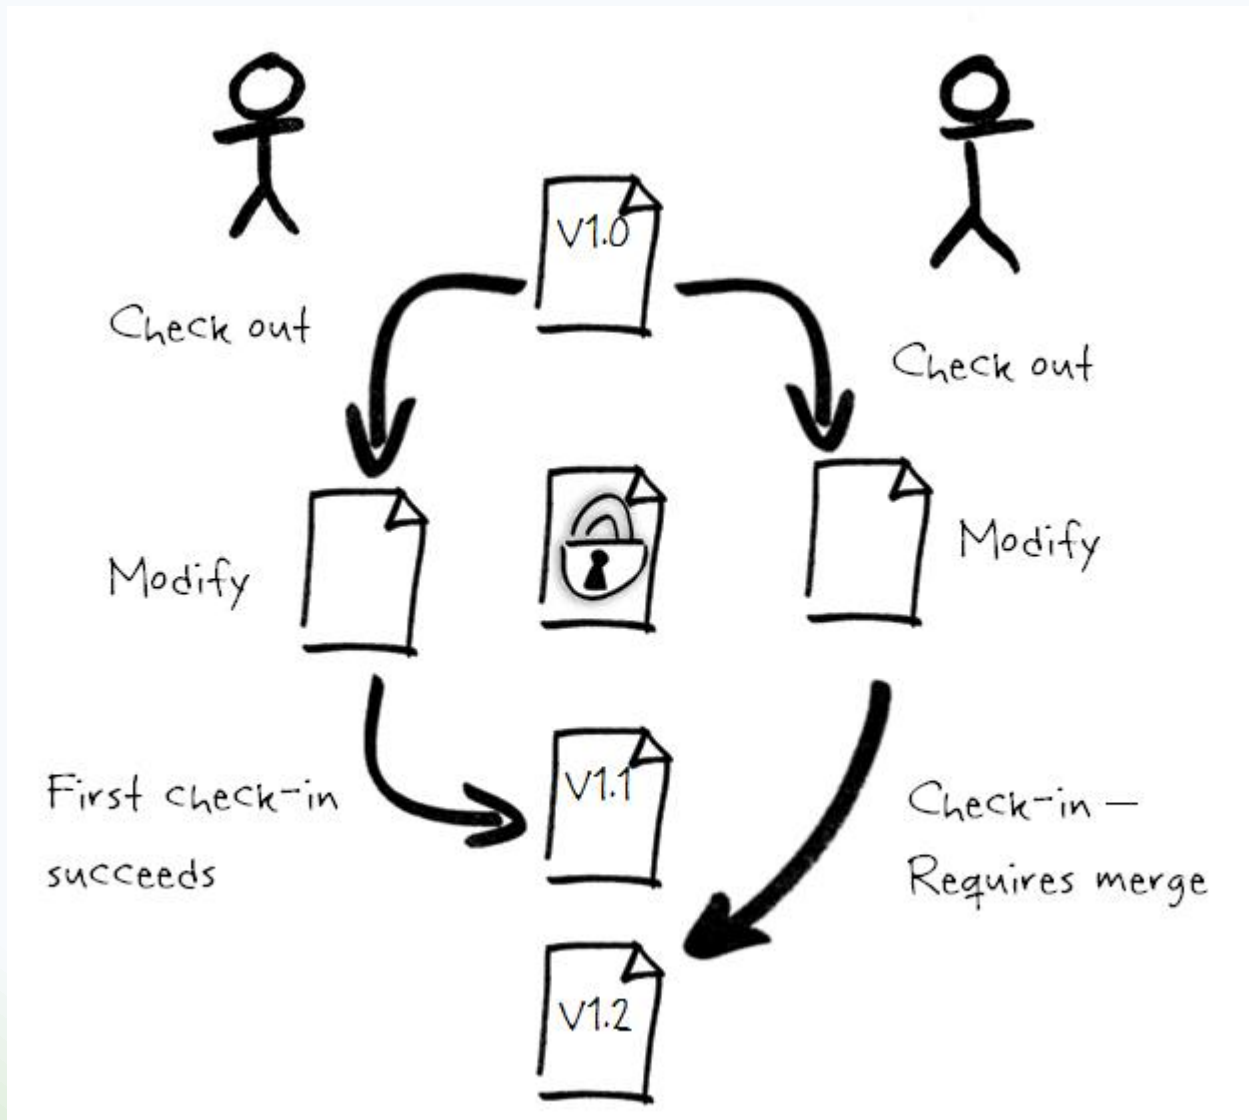 V1.0
Check out
Check out
Modify
Modify
First check-in
succeeds
V1.1
Check-in —
Requires merge
V1.2